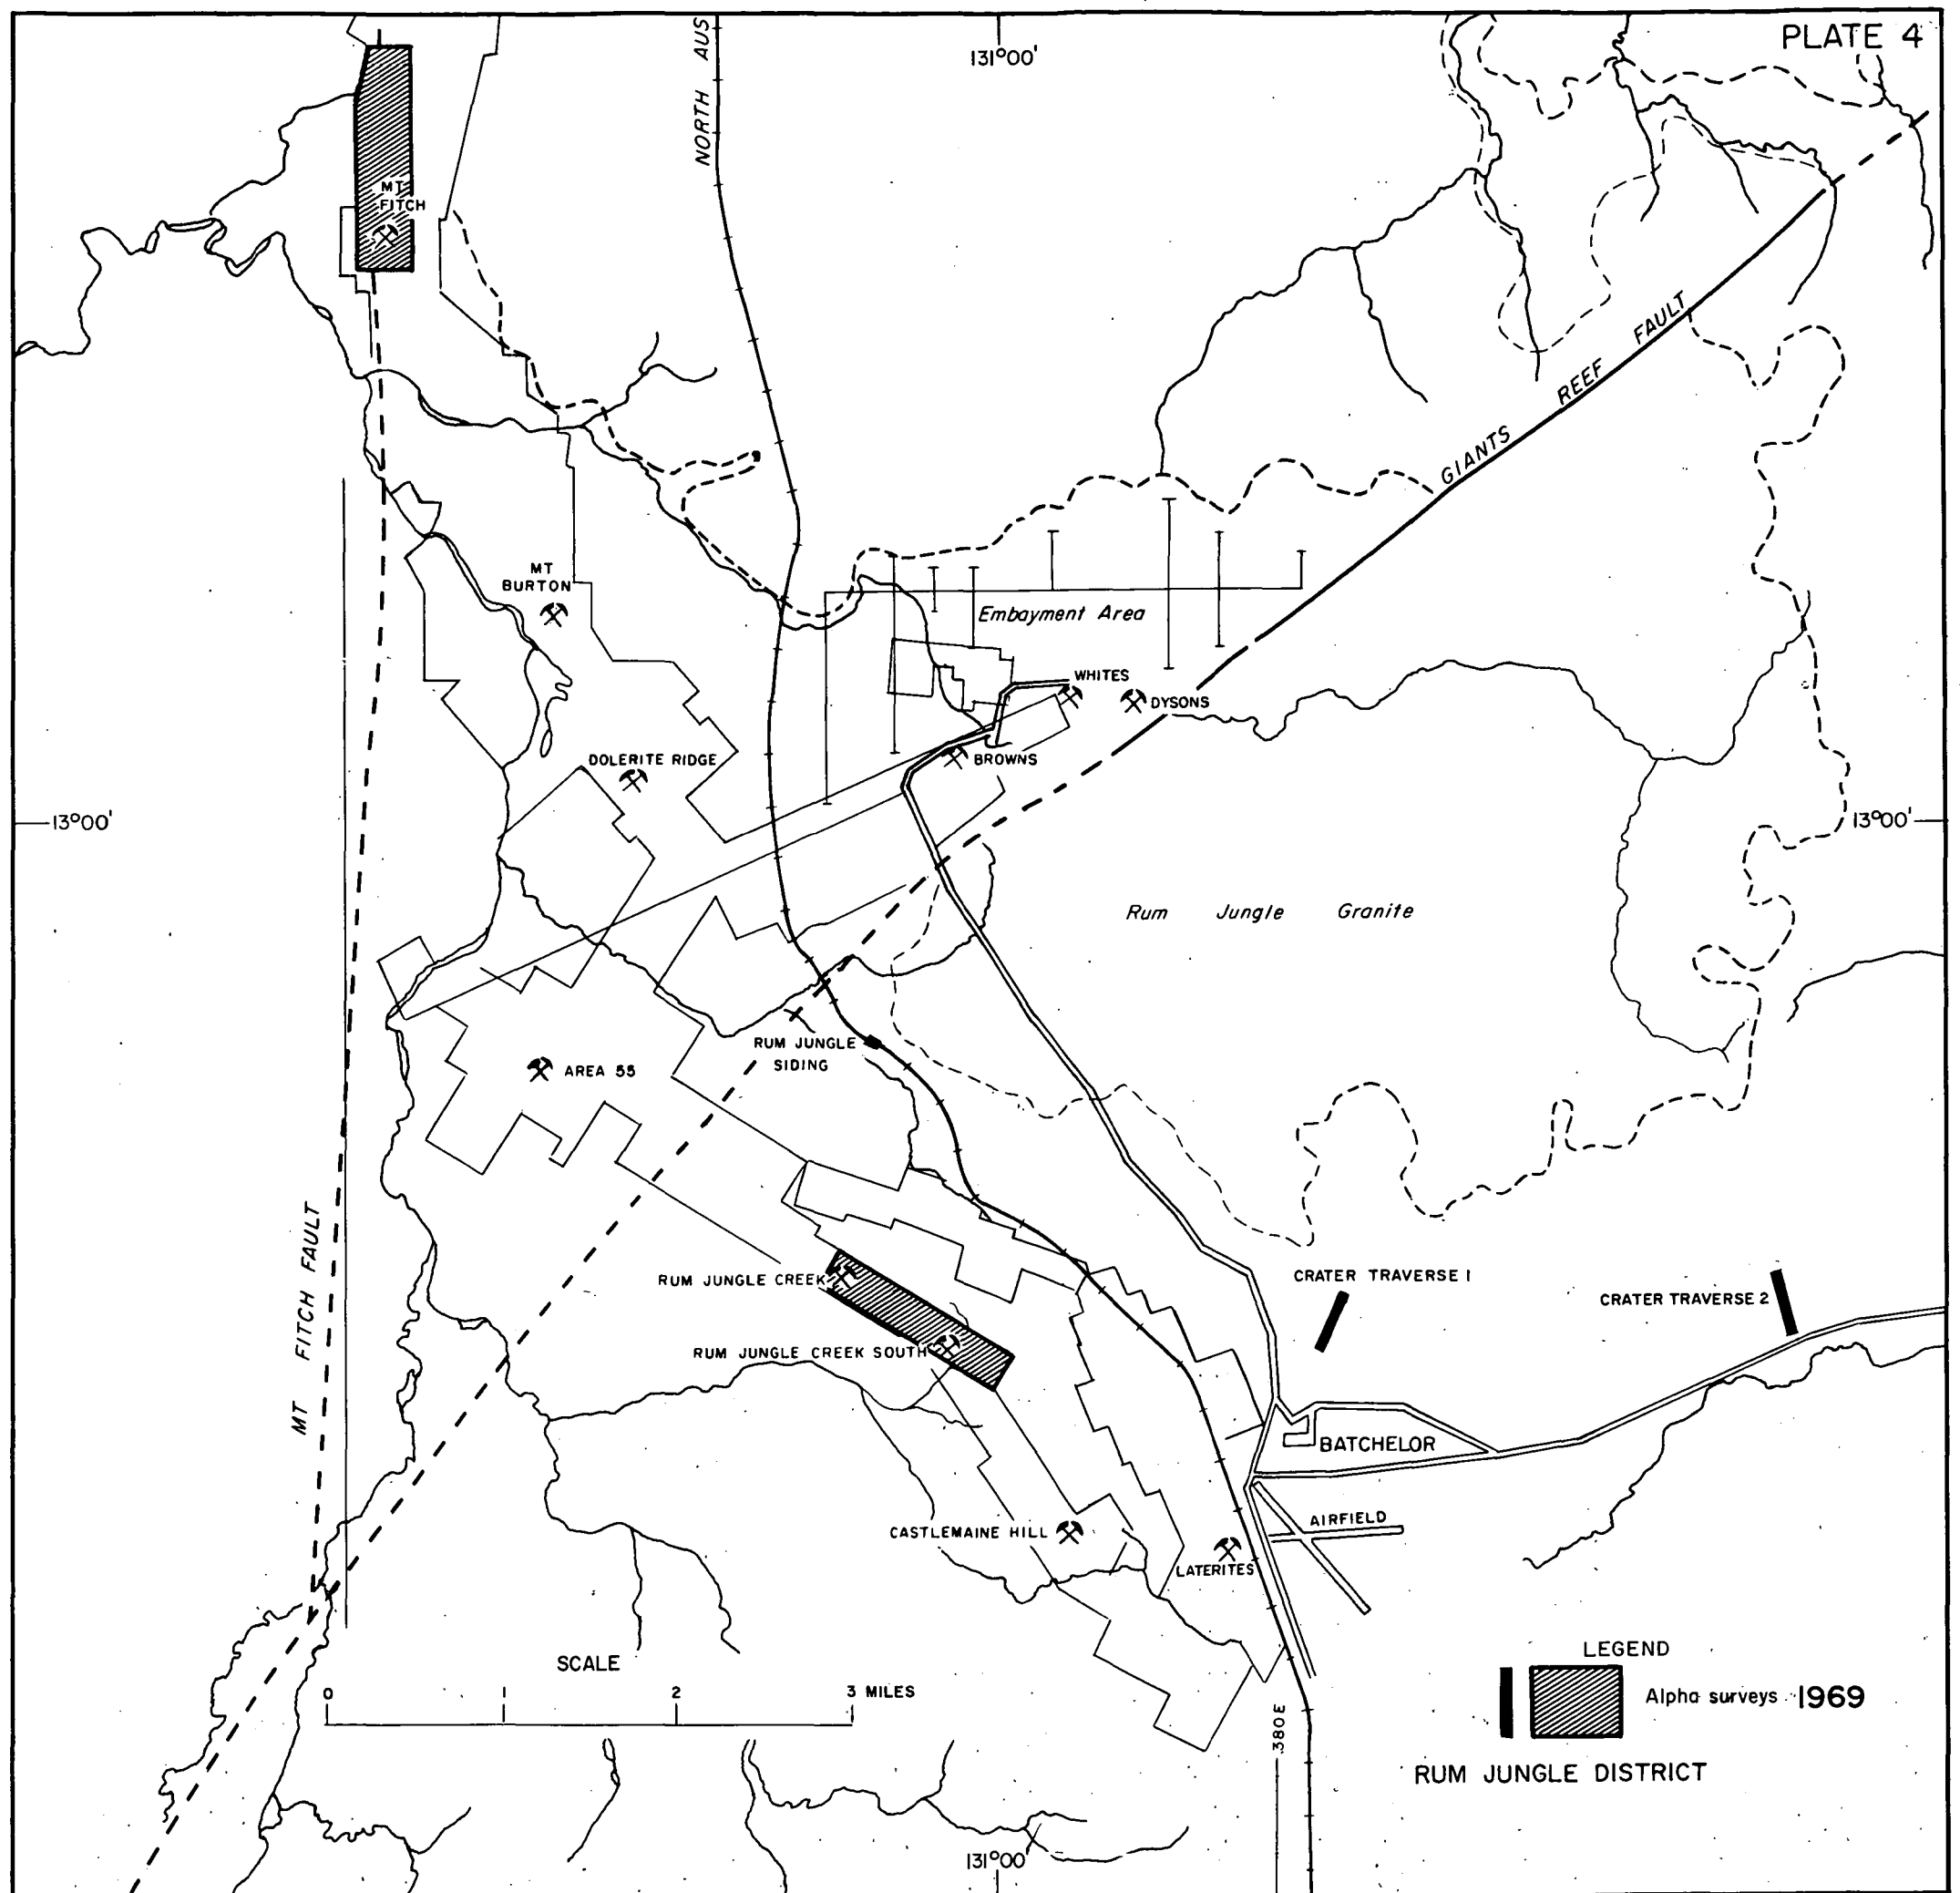 PLATE 4
131°00'
NORTH AUS
MT
FITCH
GIANTS REEF FAULT
MT
BURTON
Embayment Area
WHITES
DYSONS
DOLERITE RIDGE
BROWNS
13°00'
13°00'
Rum Jungle Granite
RUM JUNGLE
SIDING
AREA 55
MT FITCH FAULT
RUM JUNGLE CREEK
CRATER TRAVERSE 1
CRATER TRAVERSE 2
RUM JUNGLE CREEK SOUTH
BATCHELOR
AIRFIELD
CASTLEMAINE HILL
LATERITES
SCALE
0 1 2 3 MILES
LEGEND
Alpha surveys 1969
380E
RUM JUNGLE DISTRICT
131°00'